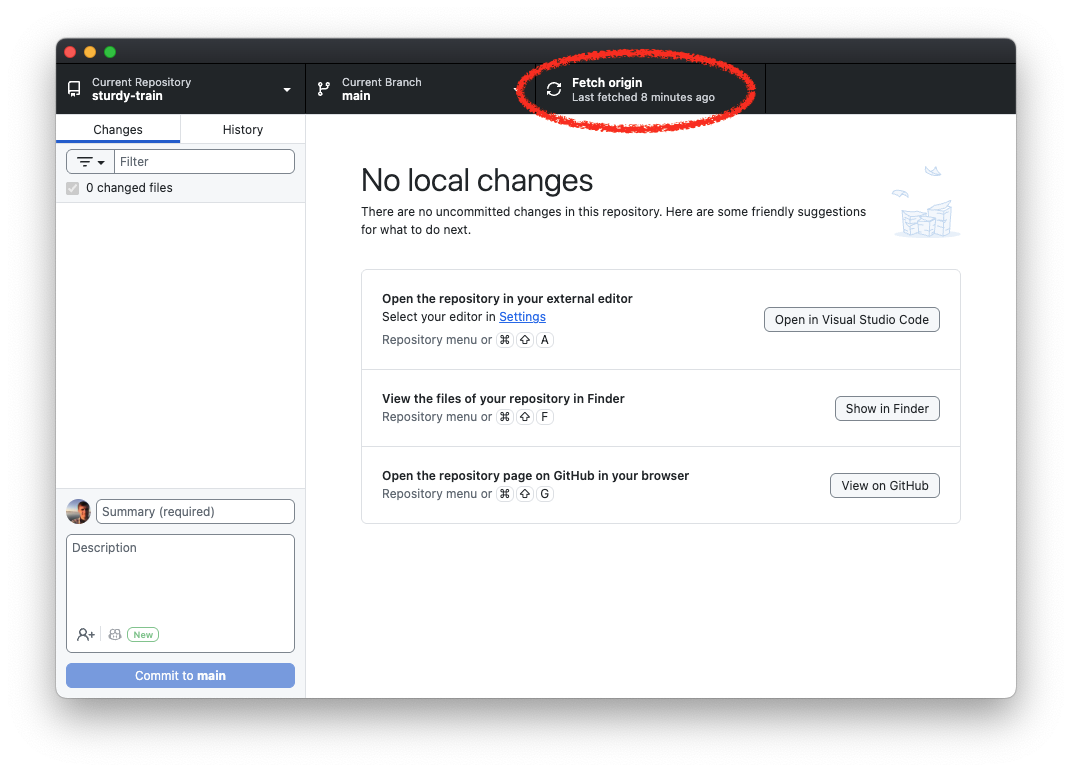 Current Repository
sturdy-train
Current Branch
main
Fetch origin
Last fetched 8 minutes ago
Changes
History
Filter
0 changed files
No local changes
There are no uncommitted changes in this repository. Here are some friendly suggestions
for what to do next.
Open the repository in your external editor
Select your editor in Settings
Repository menu or ⌘ ⇧ A
Open in Visual Studio Code
View the files of your repository in Finder
Repository menu or ⌘ ⇧ F
Show in Finder
Open the repository page on GitHub in your browser
Repository menu or ⌘ ⇧ G
View on GitHub
Summary (required)
Description
New
Commit to main